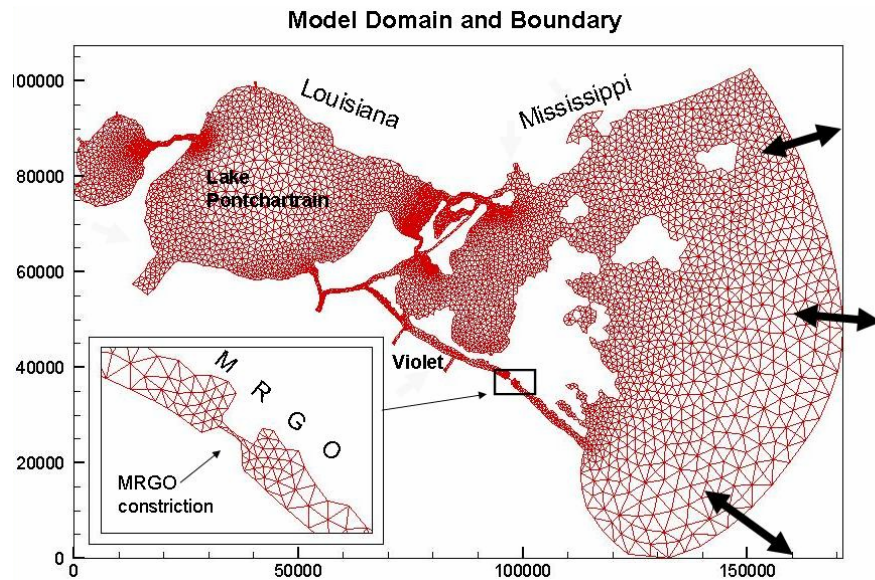 Model Domain and Boundary
100000
80000
60000
40000
20000
0
Louisiana
Mississippi
Lake
Pontchartrain
Violet
M R G O
MRGO
constriction
0
50000
100000
150000